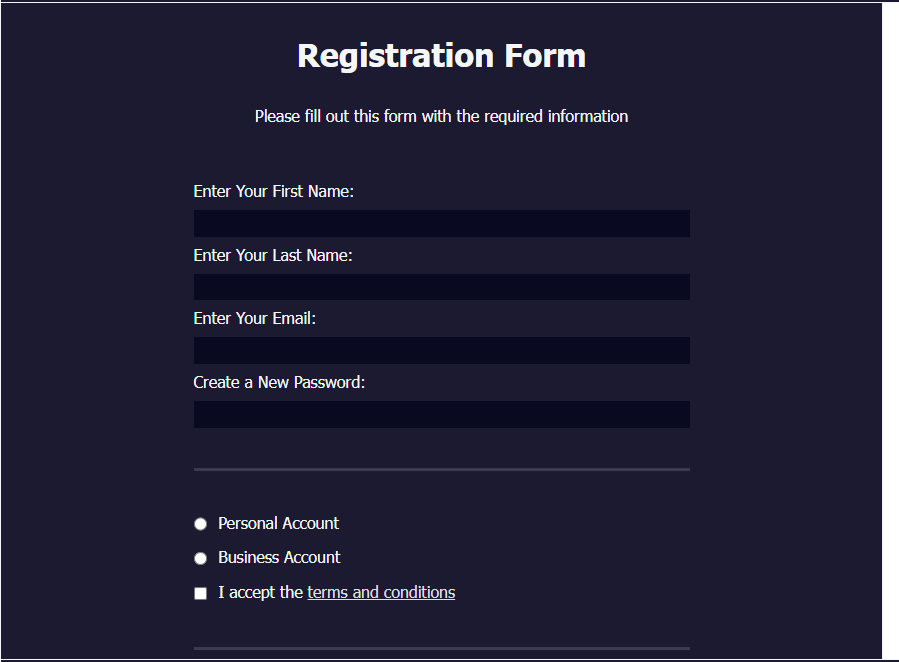 Registration Form
Please fill out this form with the required information
Enter Your First Name:
Enter Your Last Name:
Enter Your Email:
Create a New Password:
Personal Account
Business Account
I accept the terms and conditions